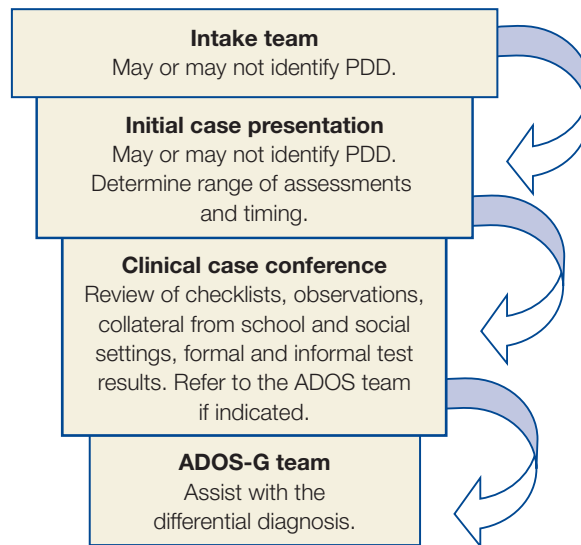 Intake team
May or may not identify PDD.
Initial case presentation
May or may not identify PDD.
Determine range of assessments
and timing.
Clinical case conference
Review of checklists, observations,
collateral from school and social
settings, formal and informal test
results. Refer to the ADOS team
if indicated.
ADOS-G team
Assist with the
differential diagnosis.